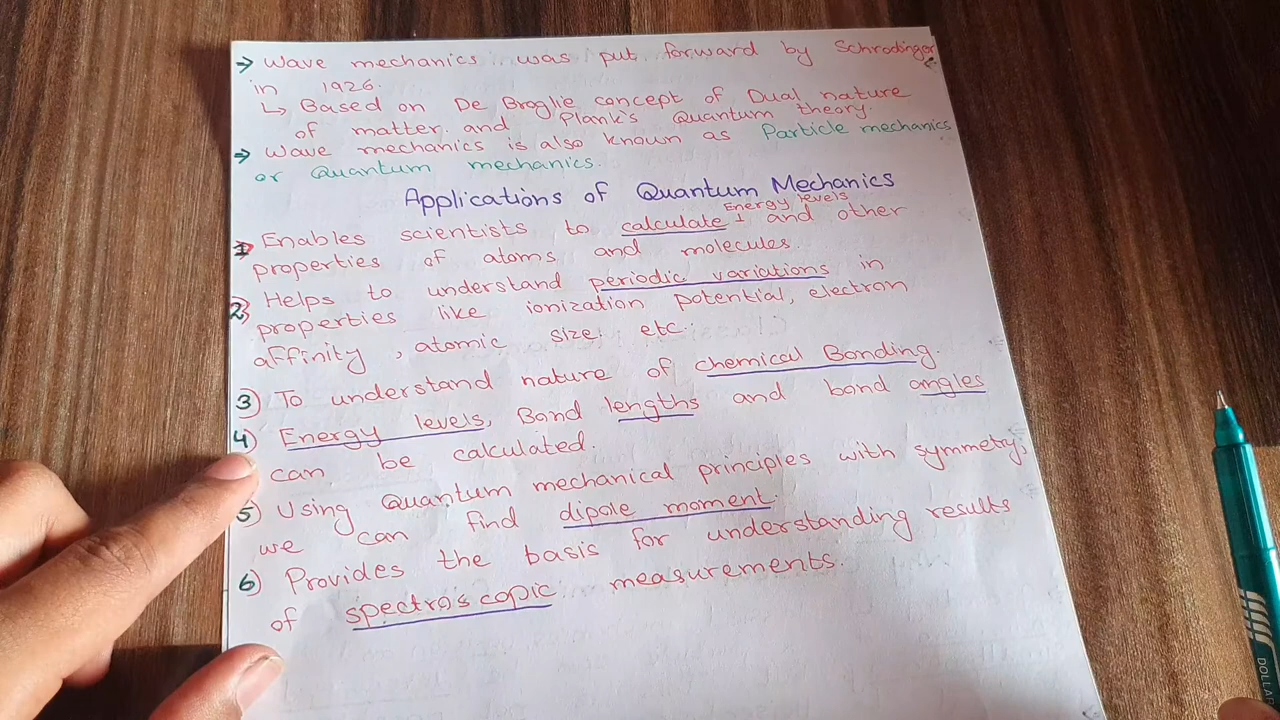 → Wave mechanics was put forward by Schrodinger
in 1926.
↳ Based on De Broglie concept of Dual nature
of matter and Plank's Quantum theory.
→ Wave mechanics is also known as Particle mechanics
or Quantum mechanics.
Applications of Quantum Mechanics
Energy levels
1) Enables scientists to calculate ⊥ and other
properties of atoms and molecules.
2) Helps to understand periodic variations in
properties like ionization potential, electron
affinity, atomic size. etc.
3) To understand nature of chemical Bonding.
4) Energy levels, Bond lengths and bond angles
can be calculated.
5) Using Quantum mechanical principles with symmetry,
we can find dipole moment.
6) Provides the basis for understanding results
of spectroscopic measurements.
DOLLAR